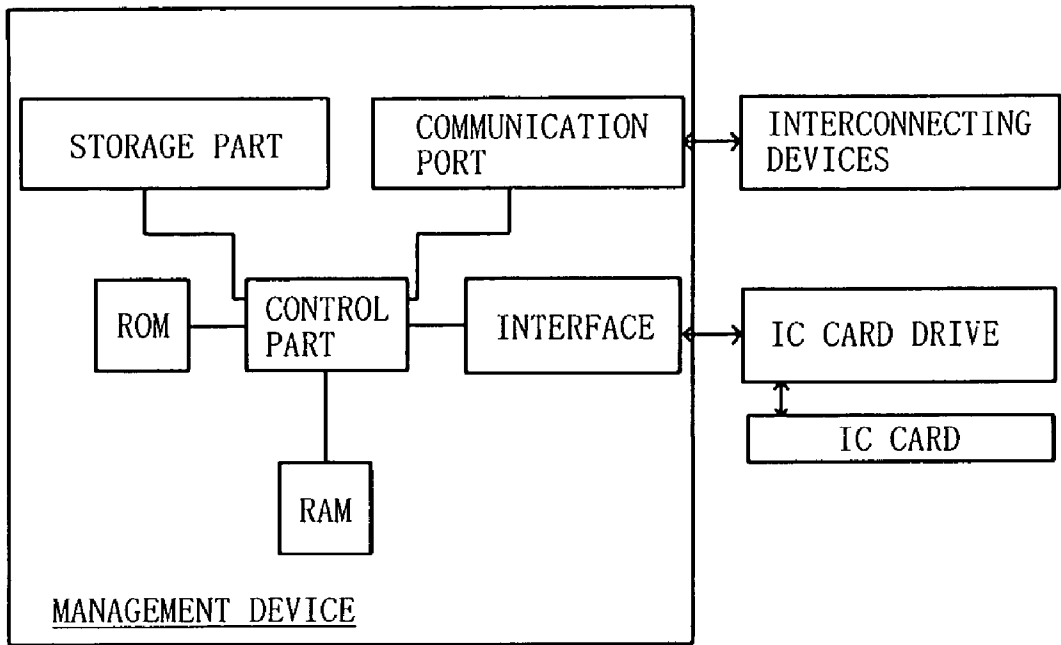 STORAGE PART
COMMUNICATION
PORT
INTERCONNECTING
DEVICES
ROM
CONTROL
PART
INTERFACE
IC CARD DRIVE
IC CARD
RAM
MANAGEMENT DEVICE